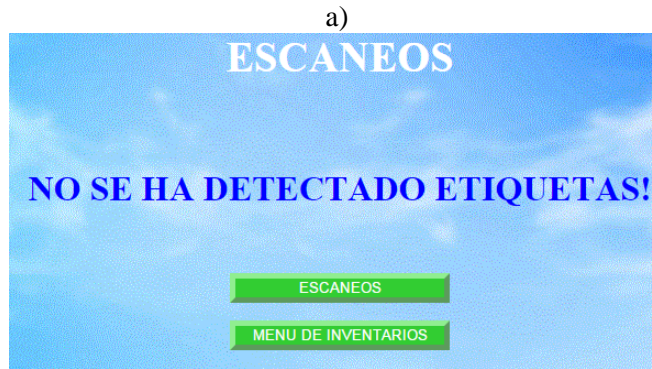 a)
ESCANEOS
NO SE HA DETECTADO ETIQUETAS!
ESCANEOS
MENU DE INVENTARIOS